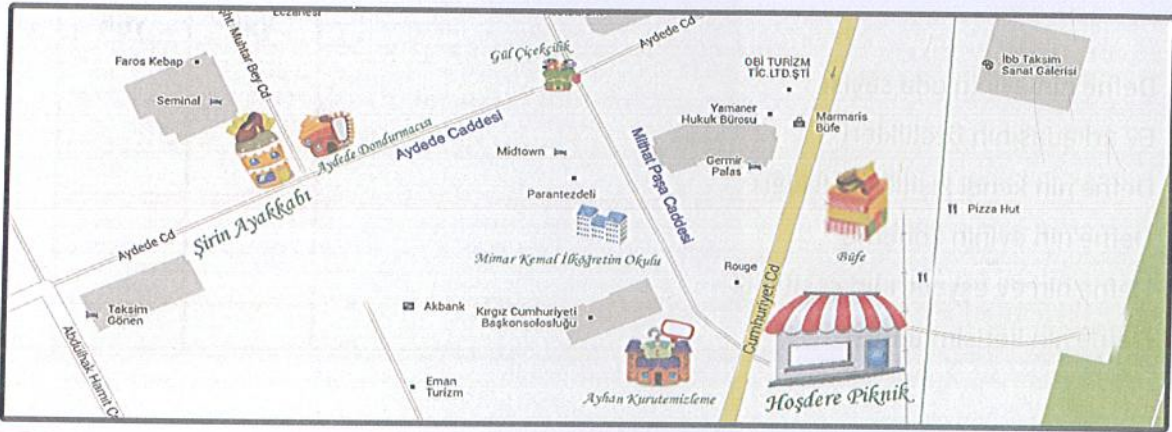 Eczanesi
Muhtar Bey Cd
Faros Kebap
Seminal
Gül Çiçekçilik
Aydede Cd
OBİ TURİZM
TİC.LTD.ŞTİ
İbb Taksim
Sanat Galerisi
Aydede Dondurmacısı
Aydede Caddesi
Yamaner
Hukuk Bürosu
Marmaris
Büfe
Midtown
Mithat Paşa Caddesi
Germir
Palas
Parantezdeli
Şirin Ayakkabı
Pizza Hut
Aydede Cd
Mimar Kemal İlköğretim Okulu
Büfe
Rouge
Taksim
Gönen
Akbank
Kırgız Cumhuriyeti
Başkonsolosluğu
Cumhuriyet Cd
Abdülhak Hamit
Eman
Turizm
Ayhan Kurutemizleme
Hoşdere Piknik